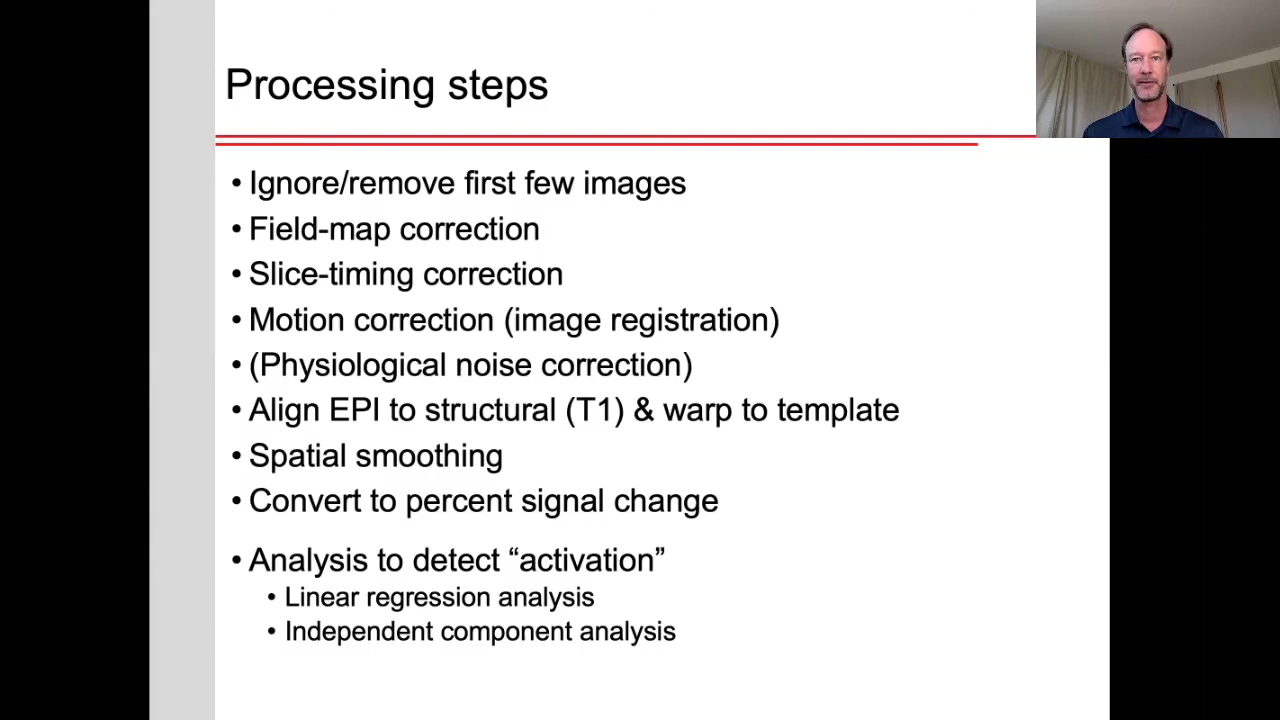 Processing steps
• Ignore/remove first few images
• Field-map correction
• Slice-timing correction
• Motion correction (image registration)
• (Physiological noise correction)
• Align EPI to structural (T1) & warp to template
• Spatial smoothing
• Convert to percent signal change
• Analysis to detect “activation”
• Linear regression analysis
• Independent component analysis